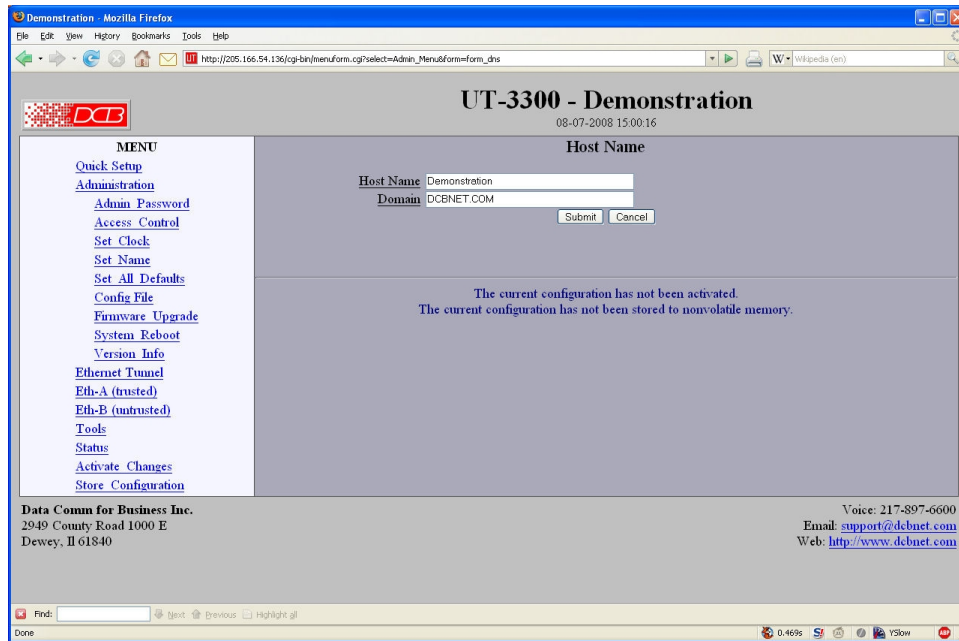 Demonstration - Mozilla Firefox
File Edit View History Bookmarks Tools Help
http://205.166.54.136/cgi-bin/menuform.cgi?select=Admin_Menu&form=form_dns
W Wikipedia (en)
DCB
UT-3300 - Demonstration
08-07-2008 15:00:16
MENU
Quick Setup
Administration
Admin Password
Access Control
Set Clock
Set Name
Set All Defaults
Config File
Firmware Upgrade
System Reboot
Version Info
Ethernet Tunnel
Eth-A (trusted)
Eth-B (untrusted)
Tools
Status
Activate Changes
Store Configuration
Host Name
Host Name Demonstration
Domain DCBNET.COM
Submit Cancel
The current configuration has not been activated.
The current configuration has not been stored to nonvolatile memory.
Data Comm for Business Inc.
2949 County Road 1000 E
Dewey, Il 61840
Voice: 217-897-6600
Email: support@dcbnet.com
Web: http://www.dcbnet.com
Find: Next Previous Highlight all
Done 0.469s YSlow ABP